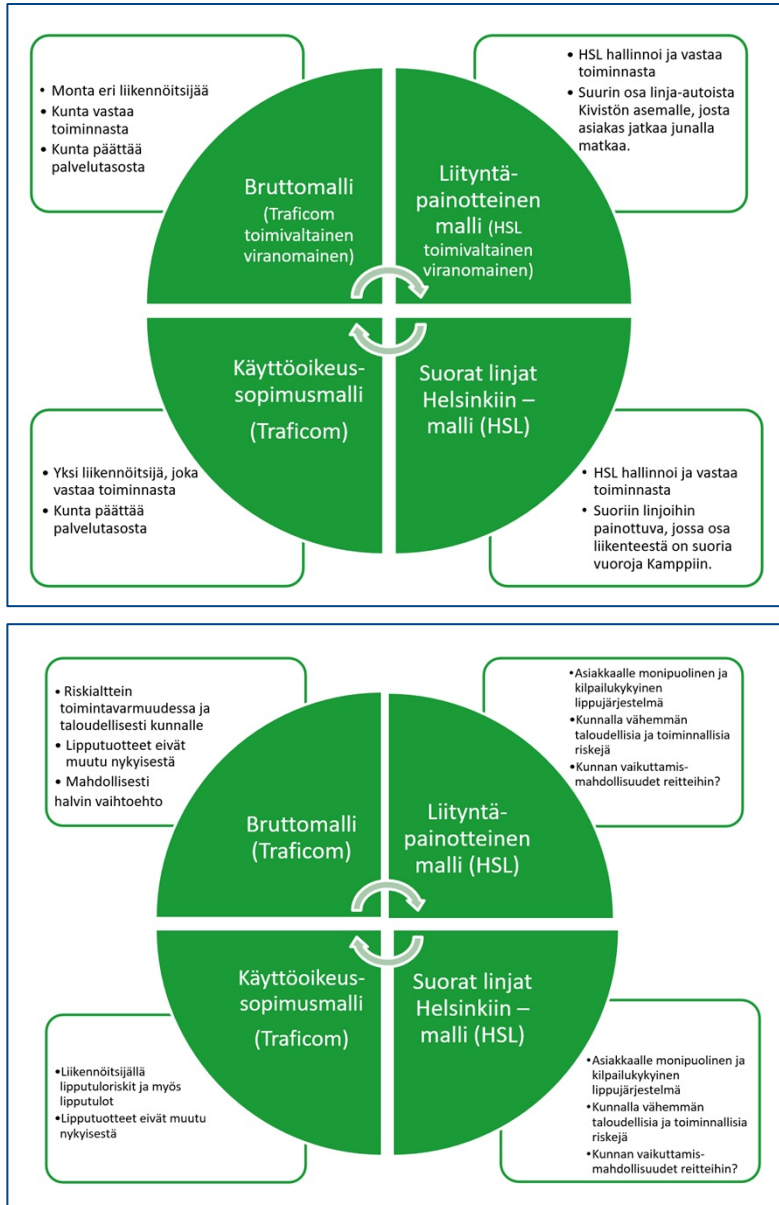 • Monta eri liikennöitsijää
• Kunta vastaa
toiminnasta
• Kunta päättää
palvelutasosta
• HSL hallinnoi ja vastaa
toiminnasta
• Suurin osa linja-autoista
Kivistön asemalle, josta
asiakas jatkaa junalla
matkaa.
Bruttomalli
(Traficom
toimivaltainen
viranomainen)
Liityntä-
painotteinen
malli (HSL
toimivaltainen
viranomainen)
Käyttöoikeus-
sopimusmalli
(Traficom)
Suorat linjat
Helsinkiin –
malli (HSL)
• Yksi liikennöitsijä, joka
vastaa toiminnasta
• Kunta päättää
palvelutasosta
• HSL hallinnoi ja vastaa
toiminnasta
• Suoriin linjoihin
painottuva, jossa osa
liikenteestä on suoria
vuoroja Kamppiin.
• Riskialttein
toimintavarmuudessa ja
taloudellisesti kunnalle
• Lipputuotteet eivät
muutu nykyisestä
• Mahdollisesti
halvin vaihtoehto
•Asiakkaalle monipuolinen ja
kilpailukykyinen
lippujärjestelmä
•Kunnalla vähemmän
taloudellisia ja toiminnallisia
riskejä
•Kunnan vaikuttamis-
mahdollisuudet reitteihin?
Bruttomalli
(Traficom)
Liityntä-
painotteinen
malli (HSL)
Käyttöoikeus-
sopimusmalli
(Traficom)
Suorat linjat
Helsinkiin –
malli (HSL)
•Liikennöitsijällä
lipputuloriskit ja myös
lipputulot
•Lipputuotteet eivät muutu
nykyisestä
•Asiakkaalle monipuolinen ja
kilpailukykyinen
lippujärjestelmä
•Kunnalla vähemmän
taloudellisia ja toiminnallisia
riskejä
•Kunnan vaikuttamis-
mahdollisuudet reitteihin?